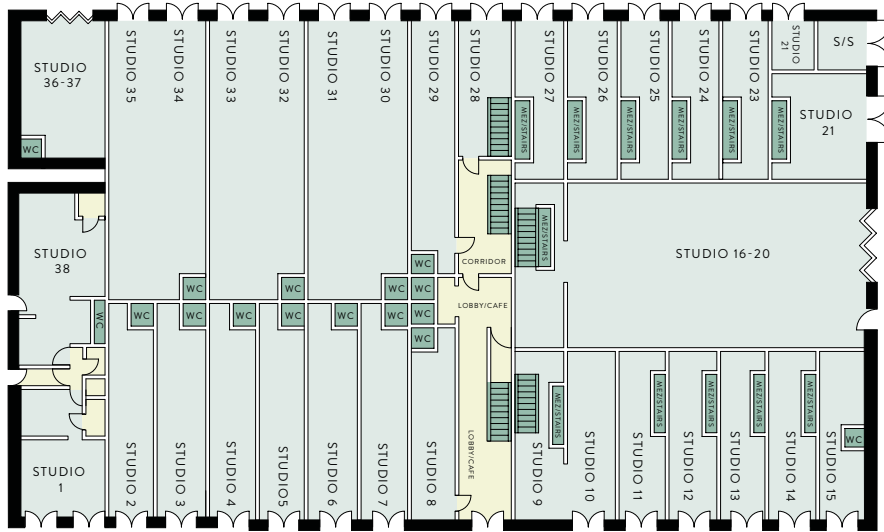 STUDIO
36-37
WC
STUDIO 35
STUDIO 34
STUDIO 33
STUDIO 32
STUDIO 31
STUDIO 30
STUDIO 29
STUDIO 28
STUDIO 27
STUDIO 26
STUDIO 25
STUDIO 24
STUDIO 23
STUDIO
21
S/S
STUDIO
21
MEZ/STAIRS
MEZ/STAIRS
MEZ/STAIRS
MEZ/STAIRS
MEZ/STAIRS
MEZ/STAIRS
STUDIO
38
WC
MEZ/STAIRS
STUDIO 16-20
CORRIDOR
LOBBY/CAFE
WC
WC
WC
WC
WC
WC
WC
WC
WC
WC
WC
WC
WC
WC
STUDIO
1
STUDIO 2
STUDIO 3
STUDIO 4
STUDIO5
STUDIO 6
STUDIO 7
STUDIO 8
LOBBY/CAFE
STUDIO 9
MEZ/STAIRS
STUDIO 10
STUDIO 11
MEZ/STAIRS
STUDIO 12
MEZ/STAIRS
STUDIO 13
MEZ/STAIRS
STUDIO 14
MEZ/STAIRS
STUDIO 15
WC